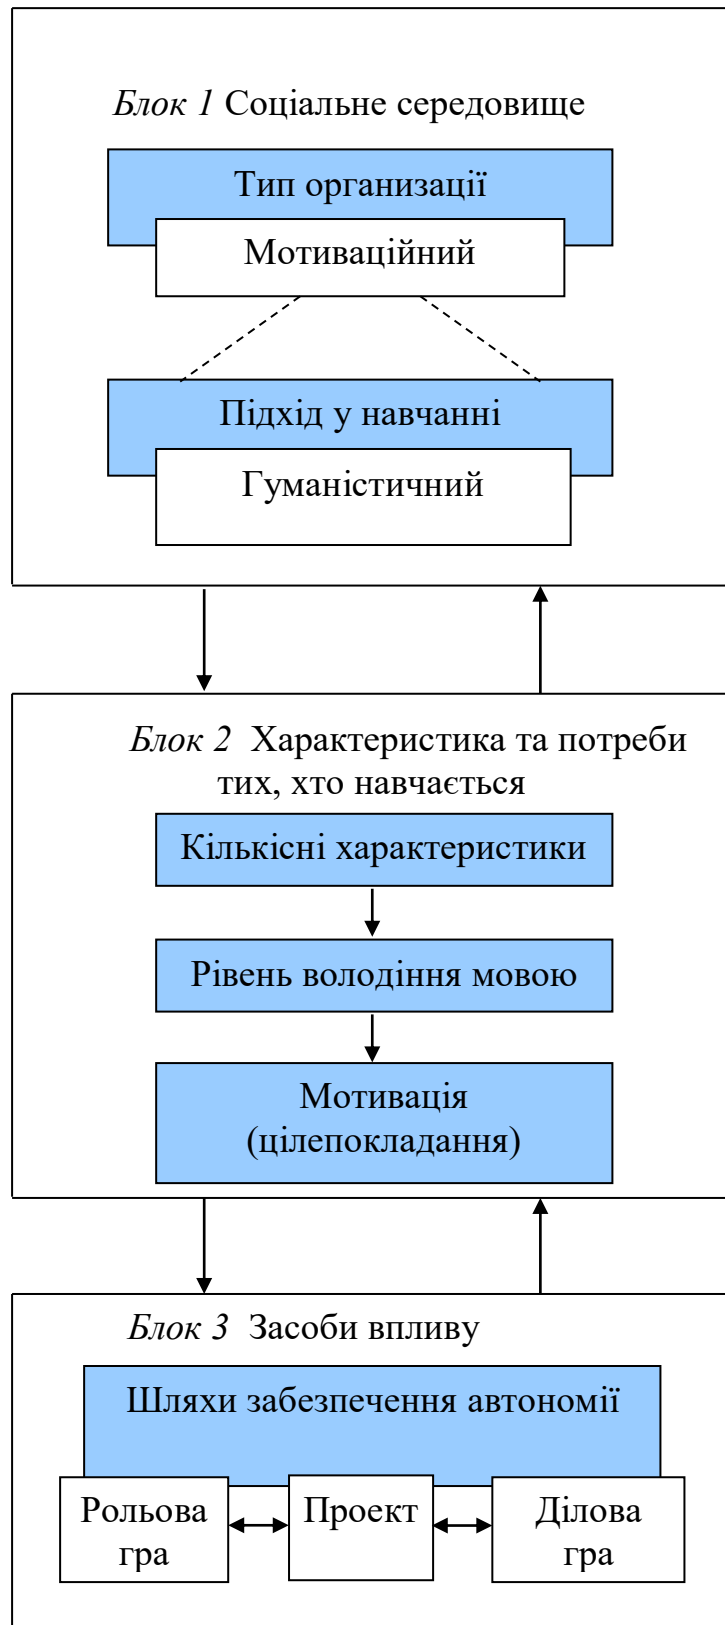 Блок 1 Соціальне середовище
Тип организації
Мотиваційний
Підхід у навчанні
Гуманістичний
Блок 2 Характеристика та потреби
тих, хто навчається
Кількісні характеристики
Рівень володіння мовою
Мотивація
(цілепокладання)
Блок 3 Засоби впливу
Шляхи забезпечення автономії
Рольова
гра
Проект
Ділова
гра